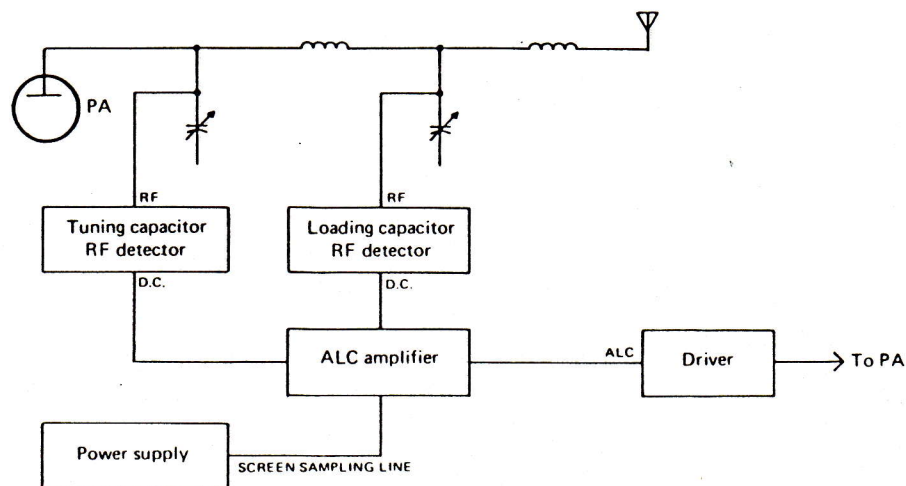 PA
RF
RF
Tuning capacitor
RF detector
Loading capacitor
RF detector
D.C.
D.C.
ALC amplifier
ALC
Driver
To PA
Power supply
SCREEN SAMPLING LINE